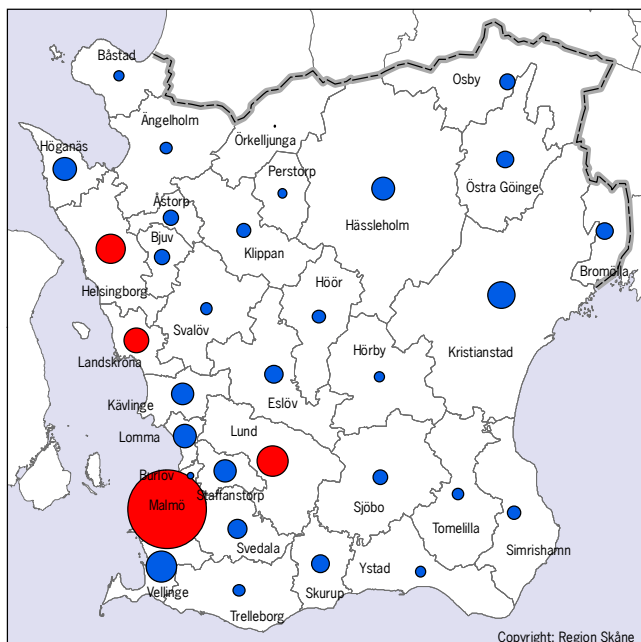 Båstad
Osby
Ängelholm
Örkelljunga
Höganäs
Perstorp
Östra Göinge
Åstorp
Hässleholm
Bjuv
Klippan
Höör
Bromölla
Helsingborg
Svalöv
Kristianstad
Landskrona
Hörby
Kävlinge
Eslöv
Lomma
Lund
Burlöv
Staffanstorp
Malmö
Sjöbo
Tomelilla
Svedala
Simrishamn
Ystad
Vellinge
Skurup
Trelleborg
Copyright: Region Skåne